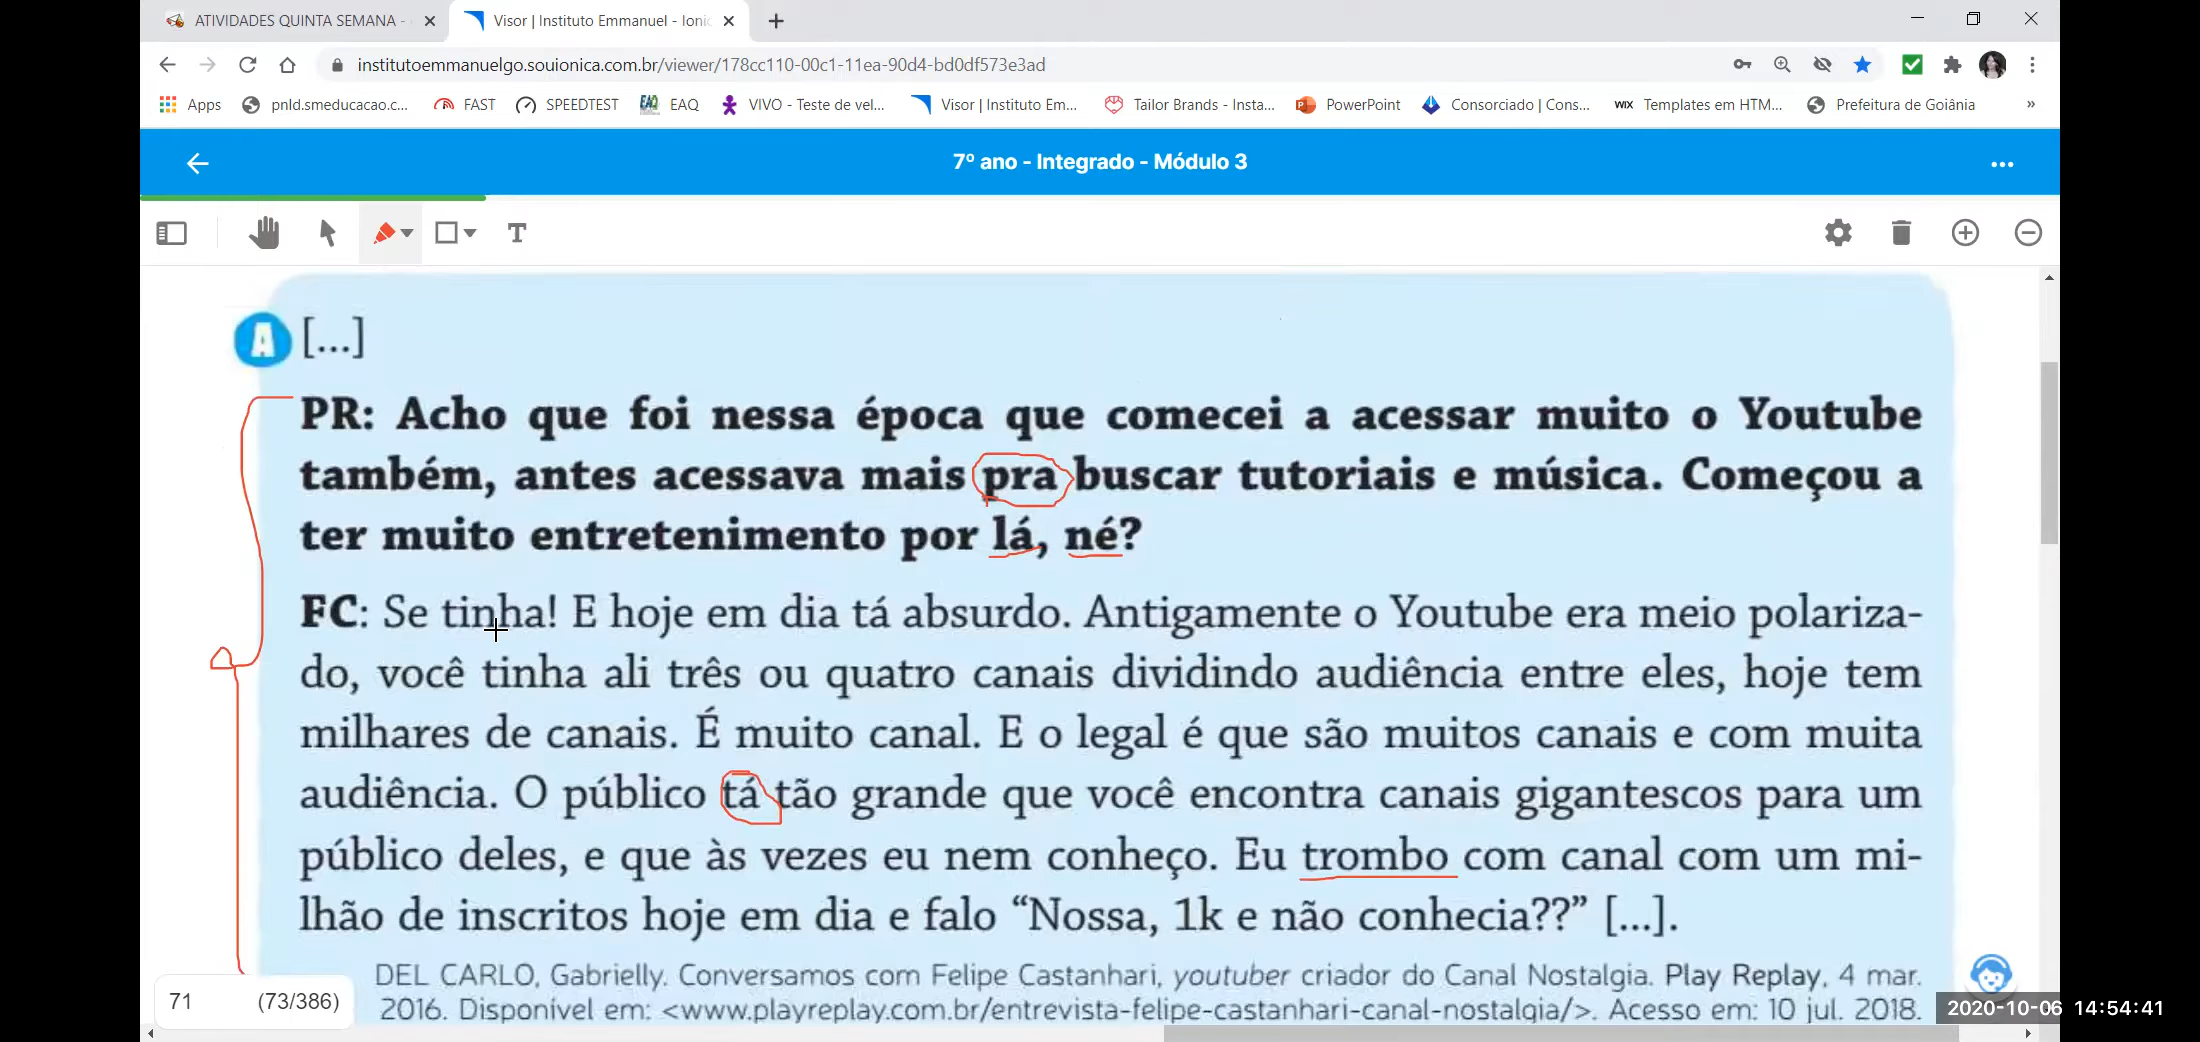 ATIVIDADES QUINTA SEMANA -
Visor | Instituto Emmanuel - Ionic
institutoemmanuelgo.souionica.com.br/viewer/178cc110-00c1-11ea-90d4-bd0df573e3ad
Apps pnld.smeducacao.c... FAST SPEEDTEST EAQ VIVO - Teste de vel... Visor | Instituto Em... Tailor Brands - Insta... PowerPoint Consorciado | Cons... WIX Templates em HTM... Prefeitura de Goiânia »
7º ano - Integrado - Módulo 3
T
A [...]
PR: Acho que foi nessa época que comecei a acessar muito o Youtube
também, antes acessava mais pra buscar tutoriais e música. Começou a
ter muito entretenimento por lá, né?
FC: Se tinha! E hoje em dia tá absurdo. Antigamente o Youtube era meio polariza-
do, você tinha ali três ou quatro canais dividindo audiência entre eles, hoje tem
milhares de canais. É muito canal. E o legal é que são muitos canais e com muita
audiência. O público tá tão grande que você encontra canais gigantescos para um
público deles, e que às vezes eu nem conheço. Eu trombo com canal com um mi-
lhão de inscritos hoje em dia e falo “Nossa, 1k e não conhecia??” [...].
DEL CARLO, Gabrielly. Conversamos com Felipe Castanhari, youtuber criador do Canal Nostalgia. Play Replay, 4 mar.
2016. Disponível em: <www.playreplay.com.br/entrevista-felipe-castanhari-canal-nostalgia/>. Acesso em: 10 jul. 2018.
71 (73/386)
2020-10-06 14:54:41